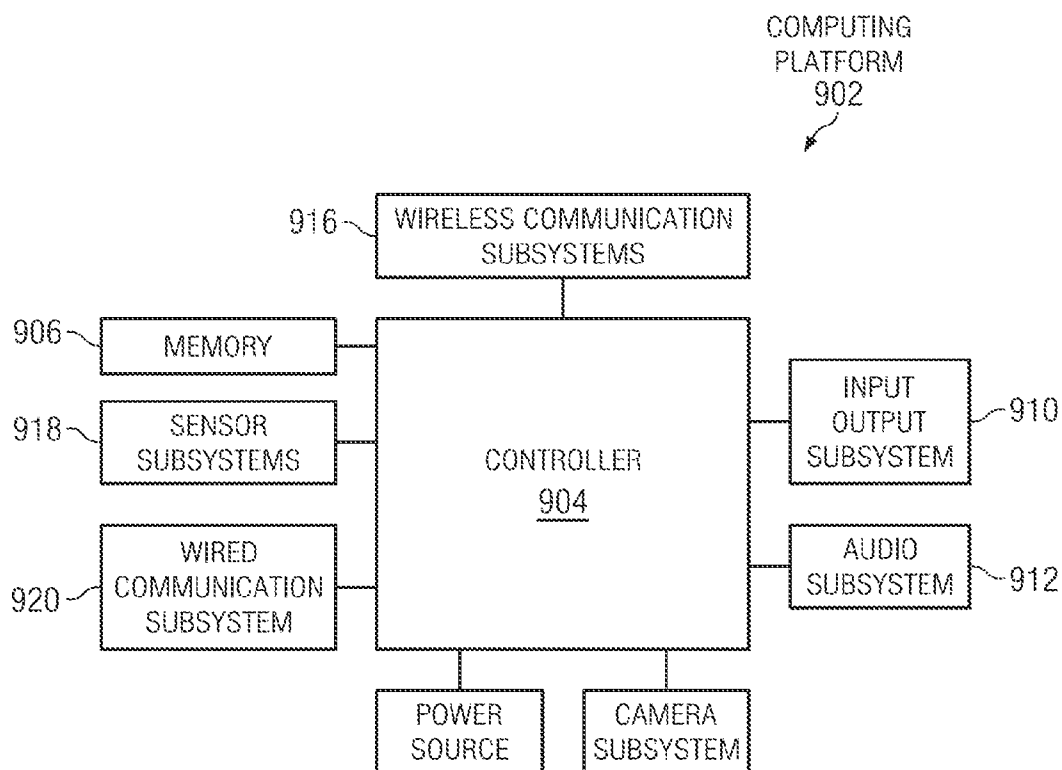 COMPUTING
PLATFORM
902
916
WIRELESS COMMUNICATION
SUBSYSTEMS
906
MEMORY
918
SENSOR
SUBSYSTEMS
920
WIRED
COMMUNICATION
SUBSYSTEM
CONTROLLER
904
INPUT
OUTPUT
SUBSYSTEM
910
AUDIO
SUBSYSTEM
912
POWER
SOURCE
CAMERA
SUBSYSTEM